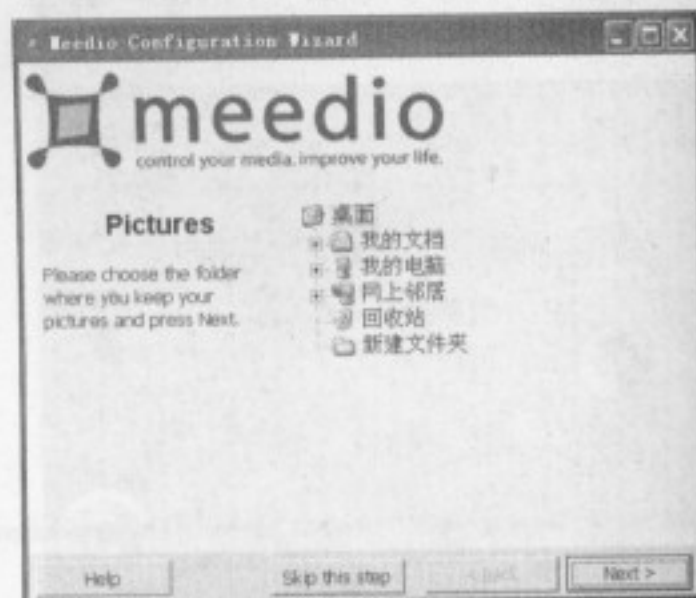 Meedio Configuration Wizard
meedio
control your media. improve your life.
Pictures
Please choose the folder
where you keep your
pictures and press Next.
桌面
我的文档
我的电脑
网上邻居
回收站
新建文件夹
Help
Skip this step
< Back
Next >